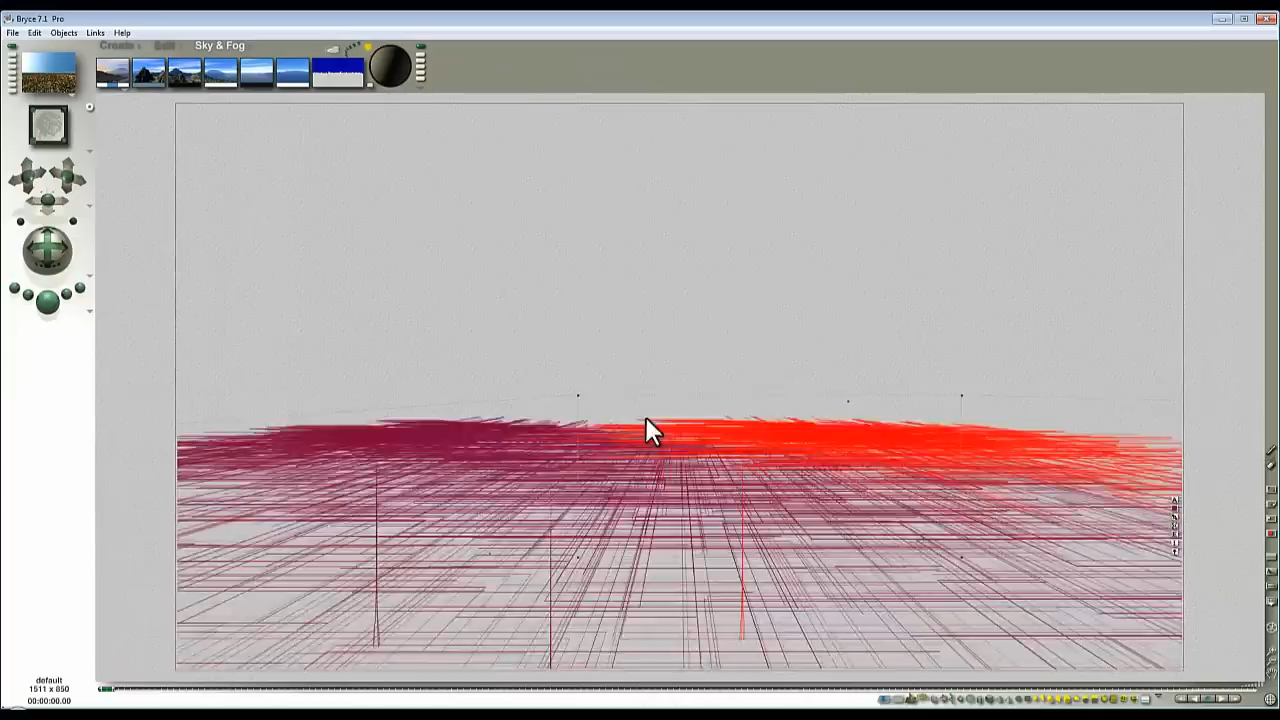 Bryce 7.1 Pro
File Edit Objects Links Help
Create Edit Sky & Fog
default
1511 x 850
00:00:00.00